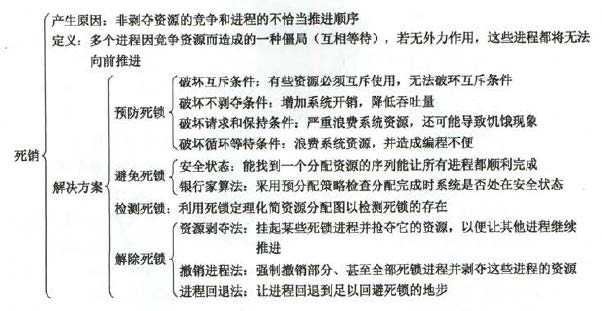 产生原因：非剥夺资源的竞争和进程的不恰当推进顺序
定义：多个进程因竞争资源而造成的一种僵局（互相等待），若无外力作用，这些进程都将无法
向前推进
破坏互斥条件：有些资源必须互斥使用，无法破坏互斥条件
预防死锁
破坏不剥夺条件：增加系统开销，降低吞吐量
破坏请求和保持条件：严重浪费系统资源，还可能导致饥饿现象
破坏循环等待条件：浪费系统资源，并造成编程不便
死销
解决方案
避免死锁
安全状态：能找到一个分配资源的序列能让所有进程都顺利完成
银行家算法：采用预分配策略检查分配完成时系统是否处在安全状态
检测死锁：利用死锁定理化简资源分配图以检测死锁的存在
解除死锁
资源剥夺法：挂起某些死锁进程并抢夺它的资源，以便让其他进程继续
推进
撤销进程法：强制撤销部分、甚至全部死锁进程并剥夺这些进程的资源
进程回退法：让进程回退到足以回避死锁的地步